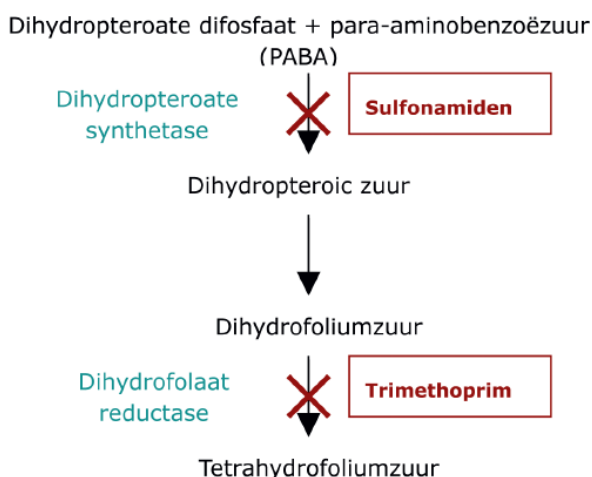 Dihydropteroate difosfaat + para-aminobenzoëzuur
(PABA)
Dihydropteroate
synthetase
Sulfonamiden
Dihydropteroic zuur
Dihydrofoliumzuur
Dihydrofolaat
reductase
Trimethoprim
Tetrahydrofoliumzuur